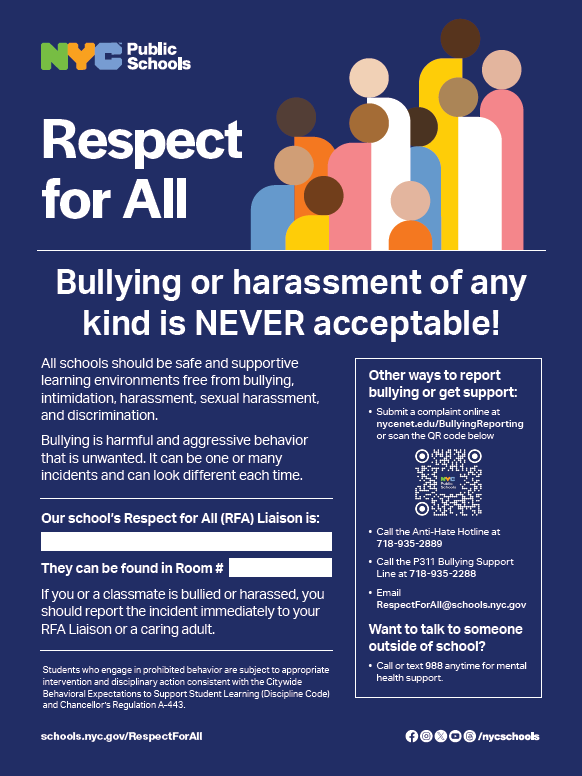 NYC Public
Schools
Respect
for All
Bullying or harassment of any
kind is NEVER acceptable!
All schools should be safe and supportive
learning environments free from bullying,
intimidation, harassment, sexual harassment,
and discrimination.
Bullying is harmful and aggressive behavior
that is unwanted. It can be one or many
incidents and can look different each time.
Our school's Respect for All (RFA) Liaison is:
They can be found in Room #
If you or a classmate is bullied or harassed, you
should report the incident immediately to your
RFA Liaison or a caring adult.
Students who engage in prohibited behavior are subject to appropriate
intervention and disciplinary action consistent with the Citywide
Behavioral Expectations to Support Student Learning (Discipline Code)
and Chancellor's Regulation A-443.
Other ways to report
bullying or get support:
• Submit a complaint online at
nycenet.edu/BullyingReporting
or scan the QR code below
NYC
Public
Schools
• Call the Anti-Hate Hotline at
718-935-2889
• Call the P311 Bullying Support
Line at 718-935-2288
• Email
RespectForAll@schools.nyc.gov
Want to talk to someone
outside of school?
• Call or text 988 anytime for mental
health support.
schools.nyc.gov/RespectForAll
/nycschools